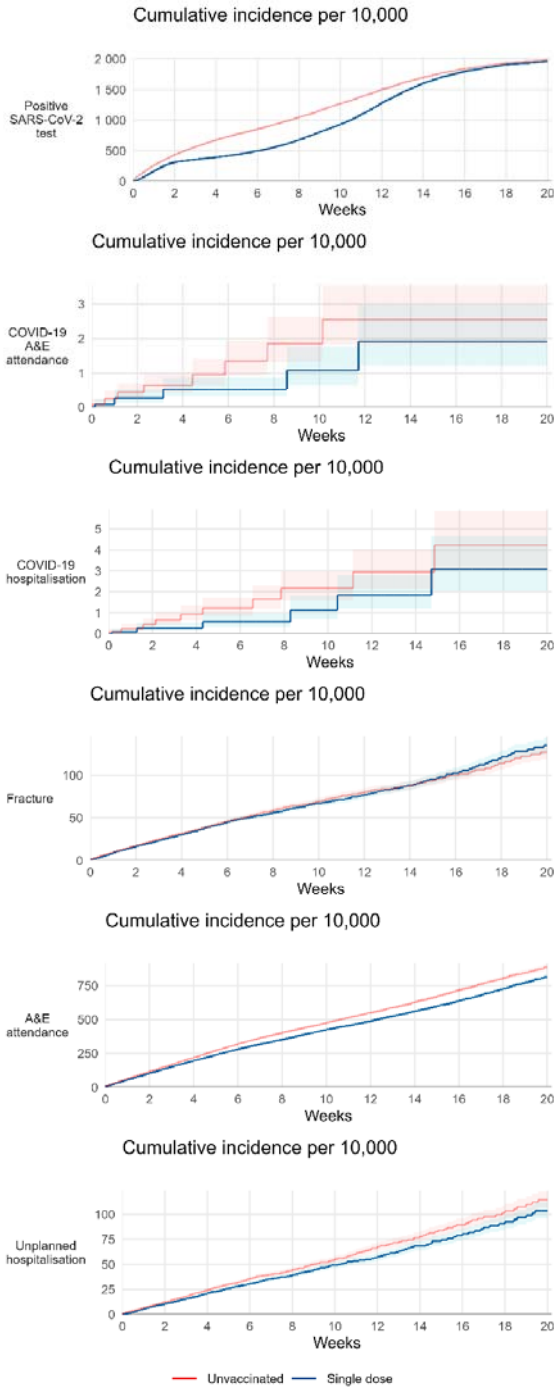 Cumulative incidence per 10,000
2 000
1 500
1 000
500
0
Positive
SARS-CoV-2
test
0 2 4 6 8 10 12 14 16 18 20
Weeks
Cumulative incidence per 10,000
3
2
1
0
COVID-19
A&E
attendance
0 2 4 6 8 10 12 14 16 18 20
Weeks
Cumulative incidence per 10,000
5
4
3
2
1
0
COVID-19
hospitalisation
0 2 4 6 8 10 12 14 16 18 20
Weeks
Cumulative incidence per 10,000
100
50
0
Fracture
0 2 4 6 8 10 12 14 16 18 20
Weeks
Cumulative incidence per 10,000
750
500
250
0
A&E
attendance
0 2 4 6 8 10 12 14 16 18 20
Weeks
Cumulative incidence per 10,000
100
75
50
25
0
Unplanned
hospitalisation
0 2 4 6 8 10 12 14 16 18 20
Weeks
Unvaccinated Single dose